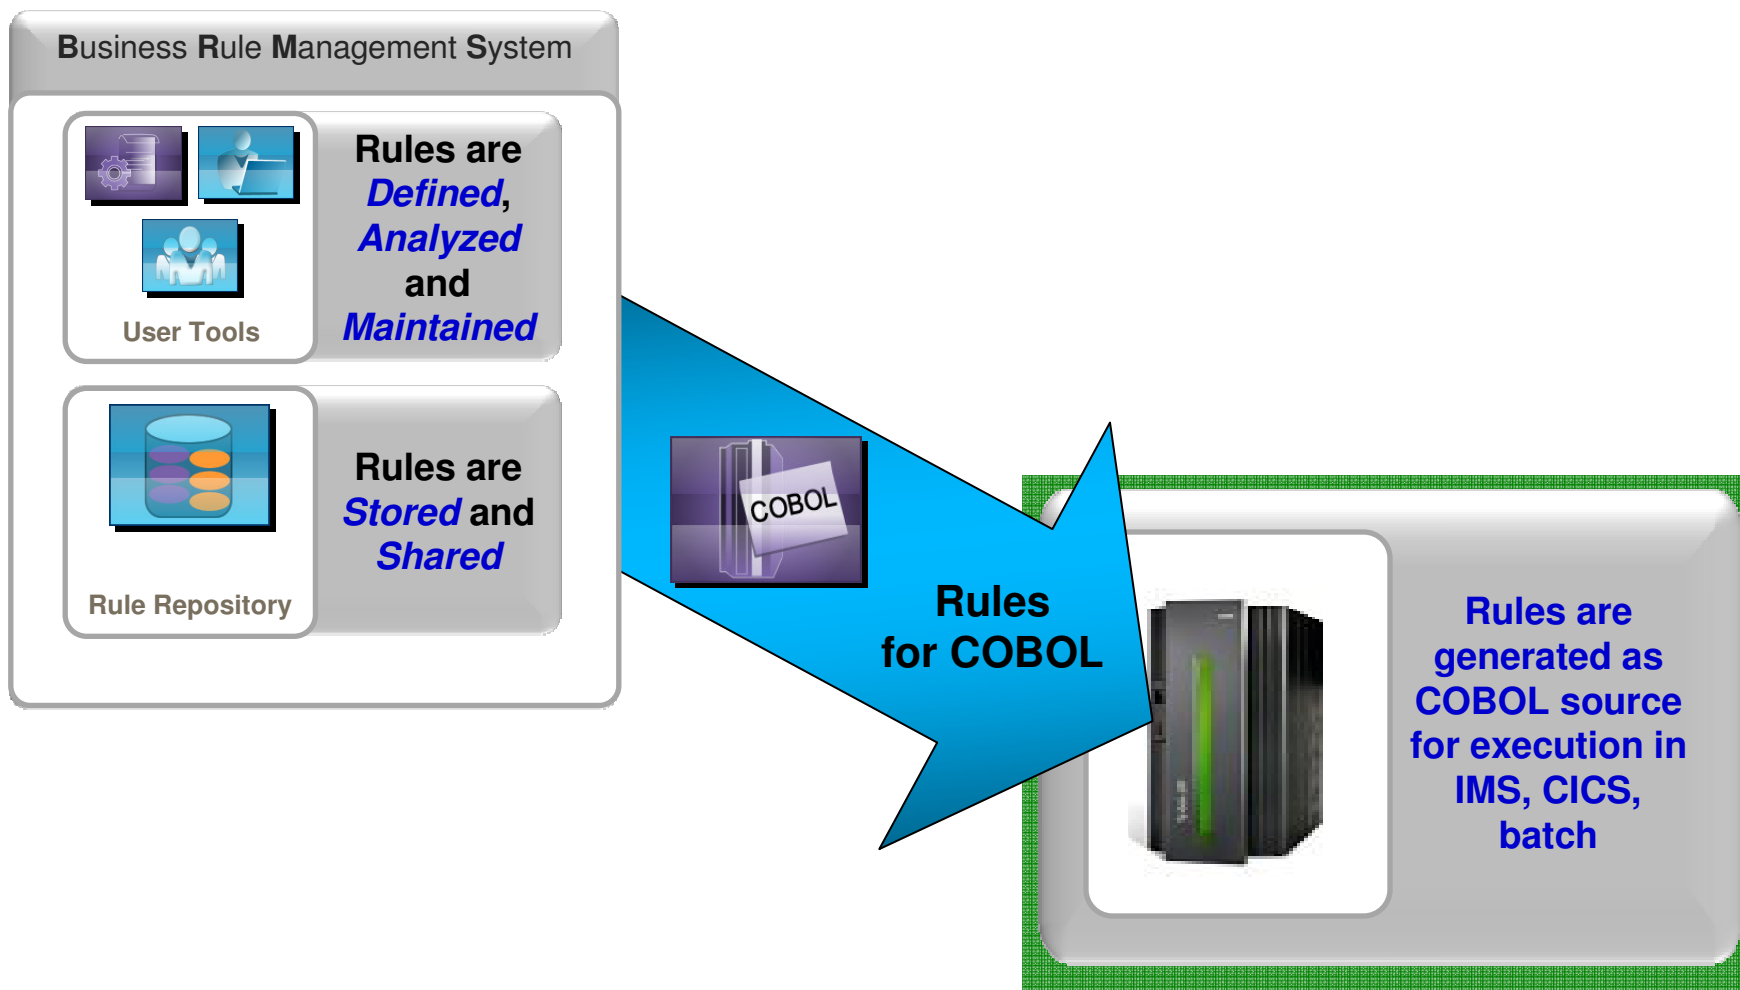 Business Rule Management System
Rules are
Defined,
Analyzed
and
Maintained
User Tools
Rules are
Stored and
Shared
Rule Repository
COBOL
Rules
for COBOL
Rules are
generated as
COBOL source
for execution in
IMS, CICS,
batch